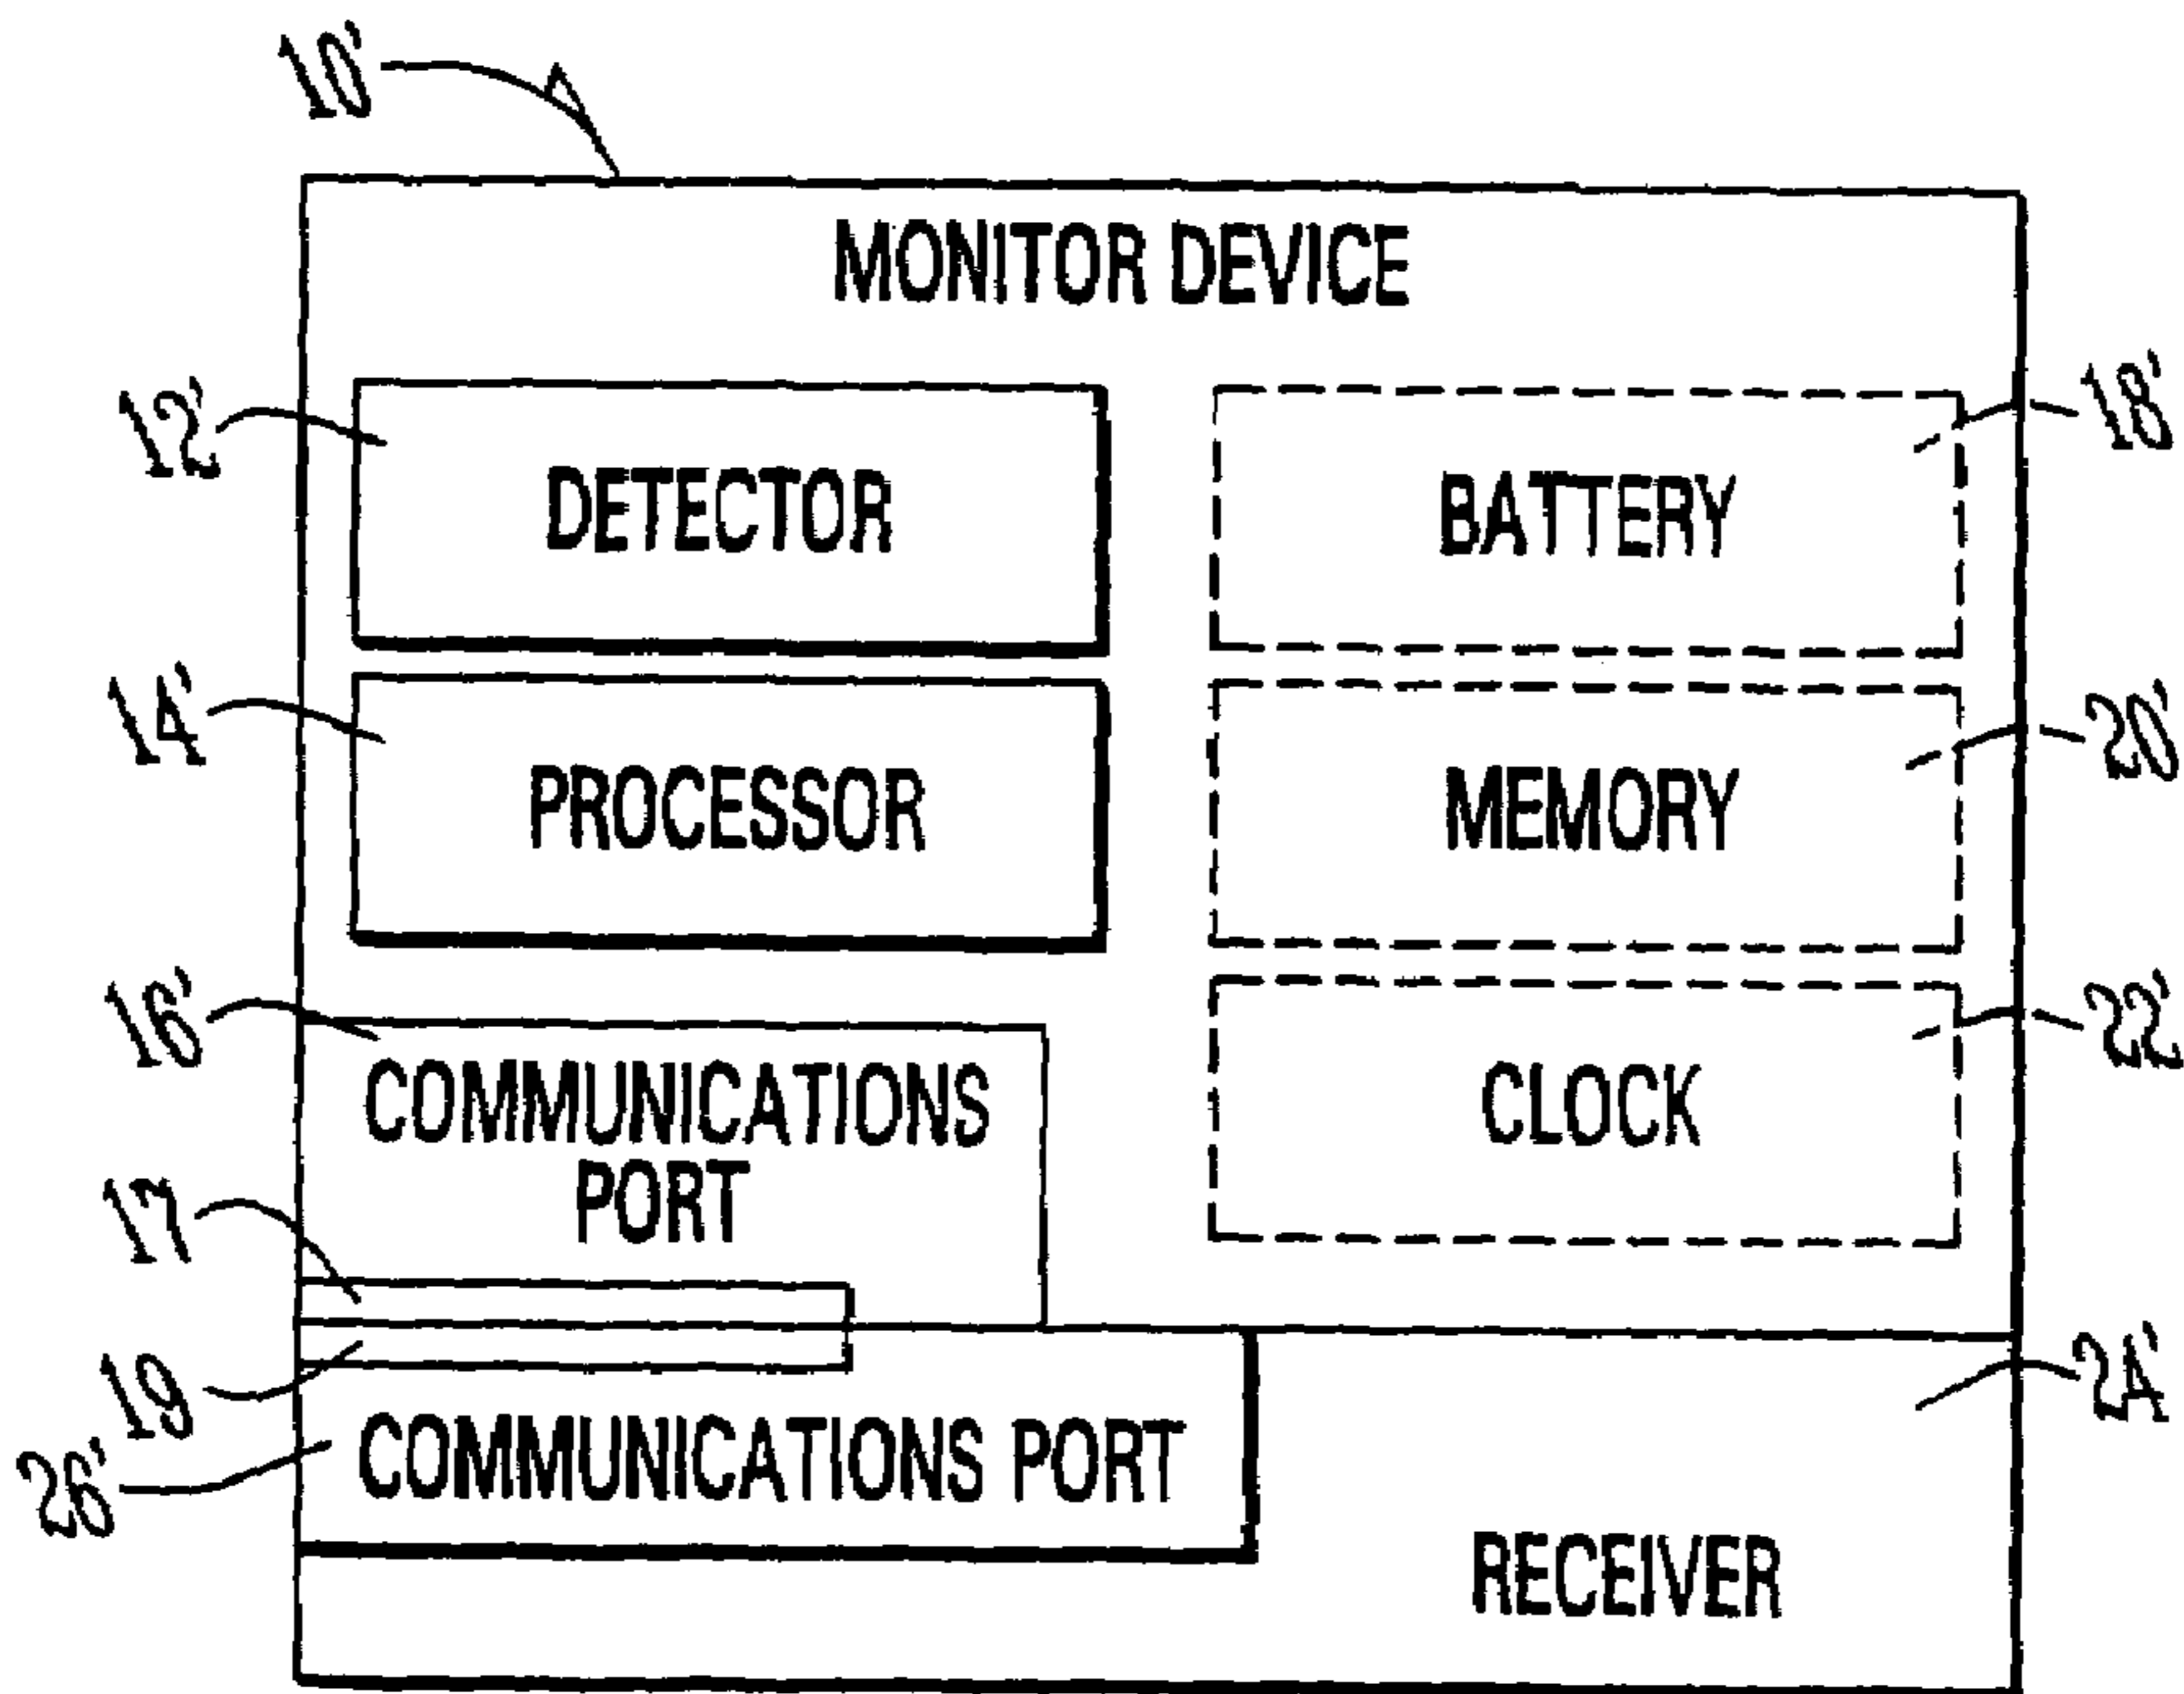 10'
MONITOR DEVICE
12'
DETECTOR
BATTERY
18'
14'
PROCESSOR
MEMORY
20'
16'
COMMUNICATIONS
PORT
CLOCK
22'
17
19
24'
26'
COMMUNICATIONS PORT
RECEIVER